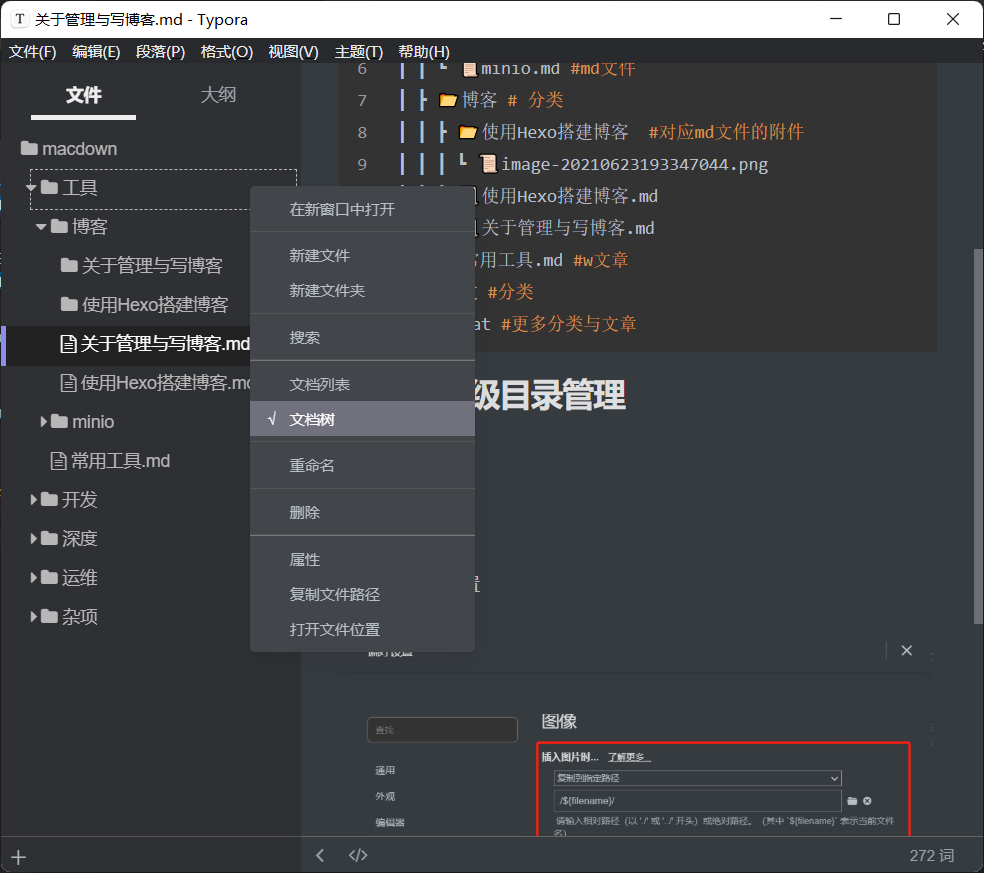 T 关于管理与写博客.md - Typora
文件(F) 编辑(E) 段落(P) 格式(O) 视图(V) 主题(T) 帮助(H)
文件 大纲
macdown
工具
博客
关于管理与写博客
使用Hexo搭建博客
关于管理与写博客.md
使用Hexo搭建博客.md
minio
常用工具.md
开发
深度
运维
杂项
在新窗口中打开
新建文件
新建文件夹
搜索
文档列表
√ 文档树
重命名
删除
属性
复制文件路径
打开文件位置
6 minio.md #md文件
7 博客 # 分类
8 使用Hexo搭建博客 #对应md文件的附件
9 image-20210623193347044.png
使用Hexo搭建博客.md
关于管理与写博客.md
用工具.md #w文章
#分类
at #更多分类与文章
级目录管理
置
偏好设置
查找...
通用
外观
编辑器
图像
插入图片时... 了解更多...
复制到指定路径
/${filename}/
请输入相对路径（以 './' 或 '../' 开头）或绝对路径。（其中 `${filename}` 表示当前文件
名）
272 词